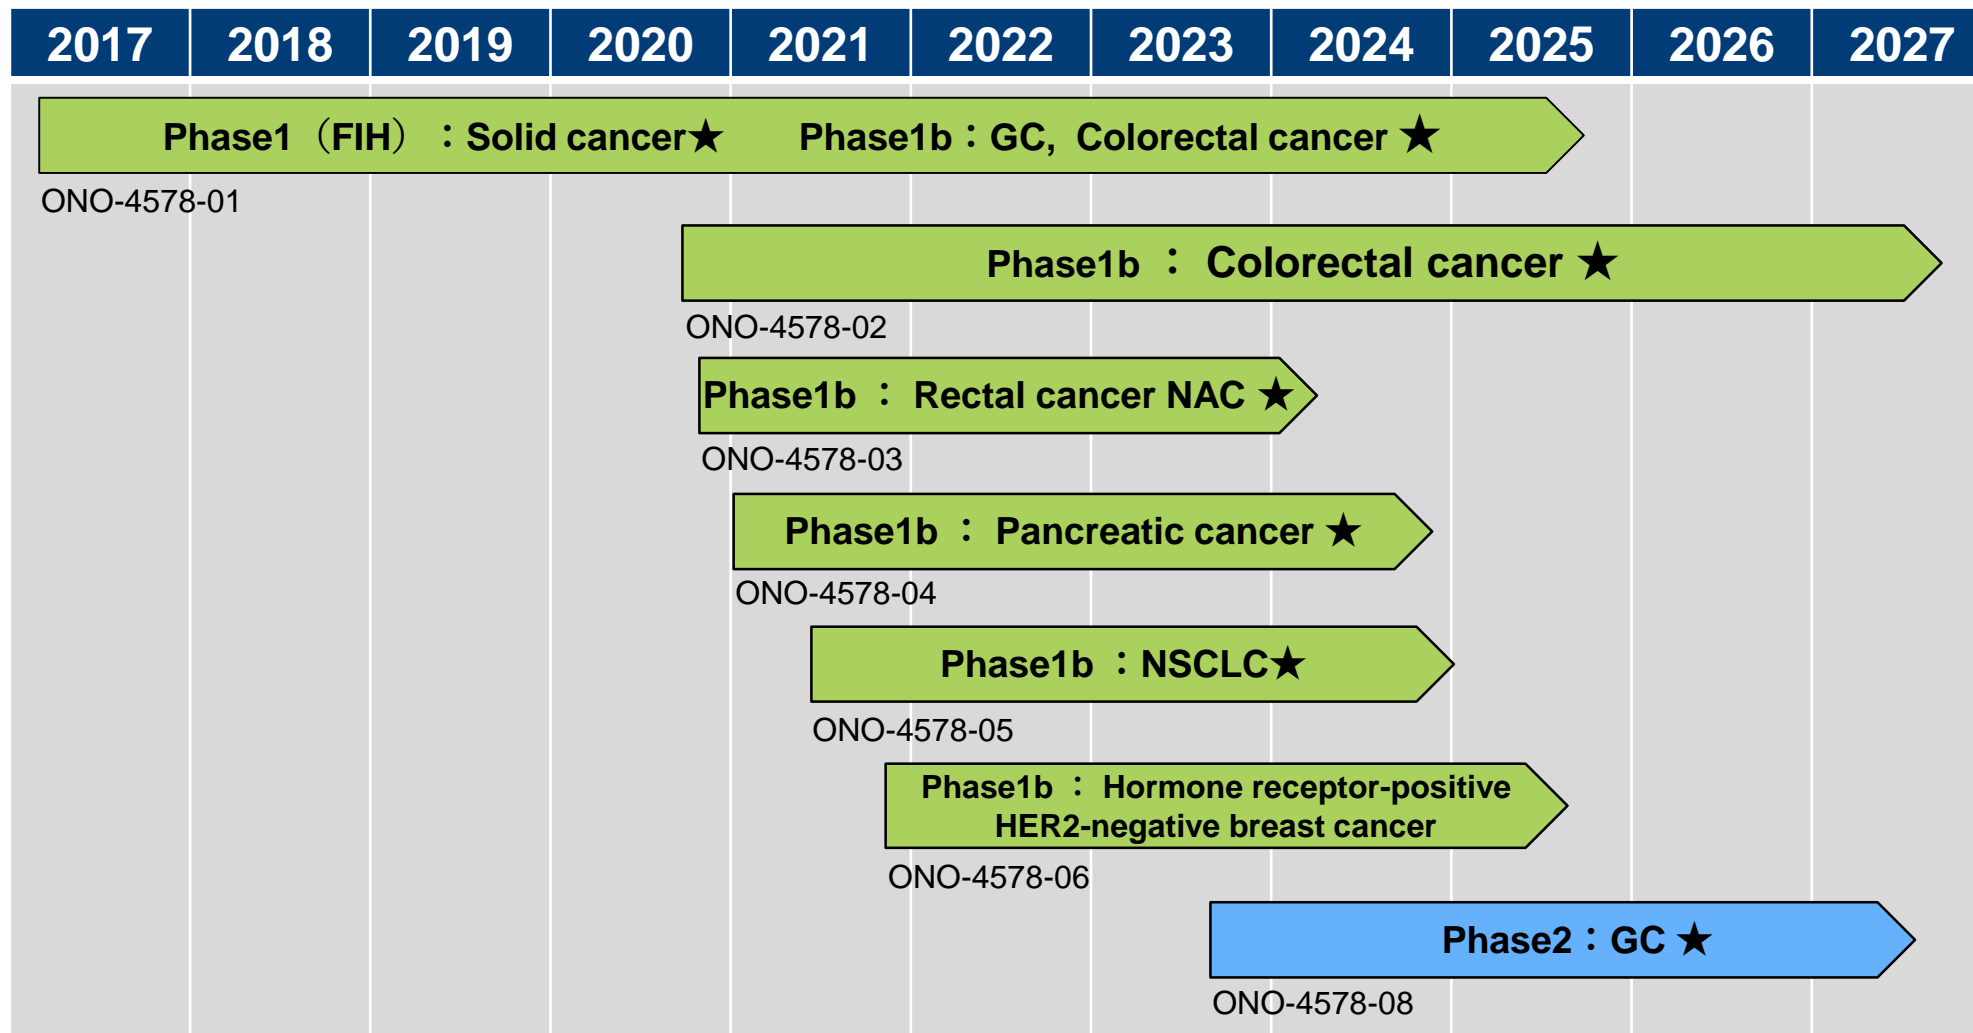 2017 2018 2019 2020 2021 2022 2023 2024 2025 2026 2027
Phase1（FIH）：Solid cancer★ Phase1b：GC, Colorectal cancer ★
ONO-4578-01
Phase1b ： Colorectal cancer ★
ONO-4578-02
Phase1b ： Rectal cancer NAC ★
ONO-4578-03
Phase1b ： Pancreatic cancer ★
ONO-4578-04
Phase1b ：NSCLC★
ONO-4578-05
Phase1b ： Hormone receptor-positive
HER2-negative breast cancer
ONO-4578-06
Phase2：GC ★
ONO-4578-08